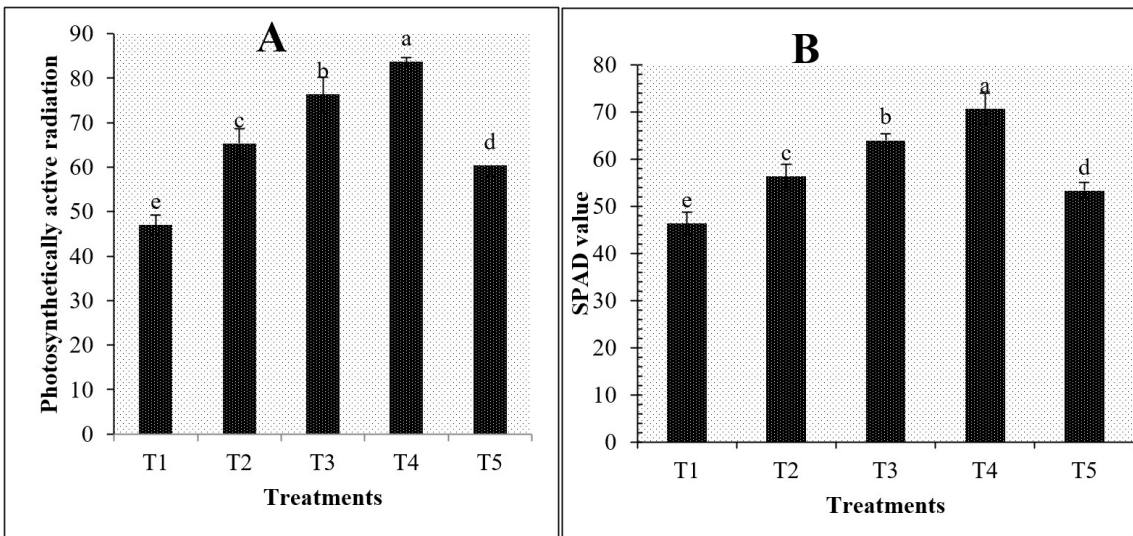 A
Photosynthetically active radiation
90
80
70
60
50
40
30
20
10
0
e
c
b
a
d
T1 T2 T3 T4 T5
Treatments
B
SPAD value
80
70
60
50
40
30
20
10
0
e
c
b
a
d
T1 T2 T3 T4 T5
Treatments